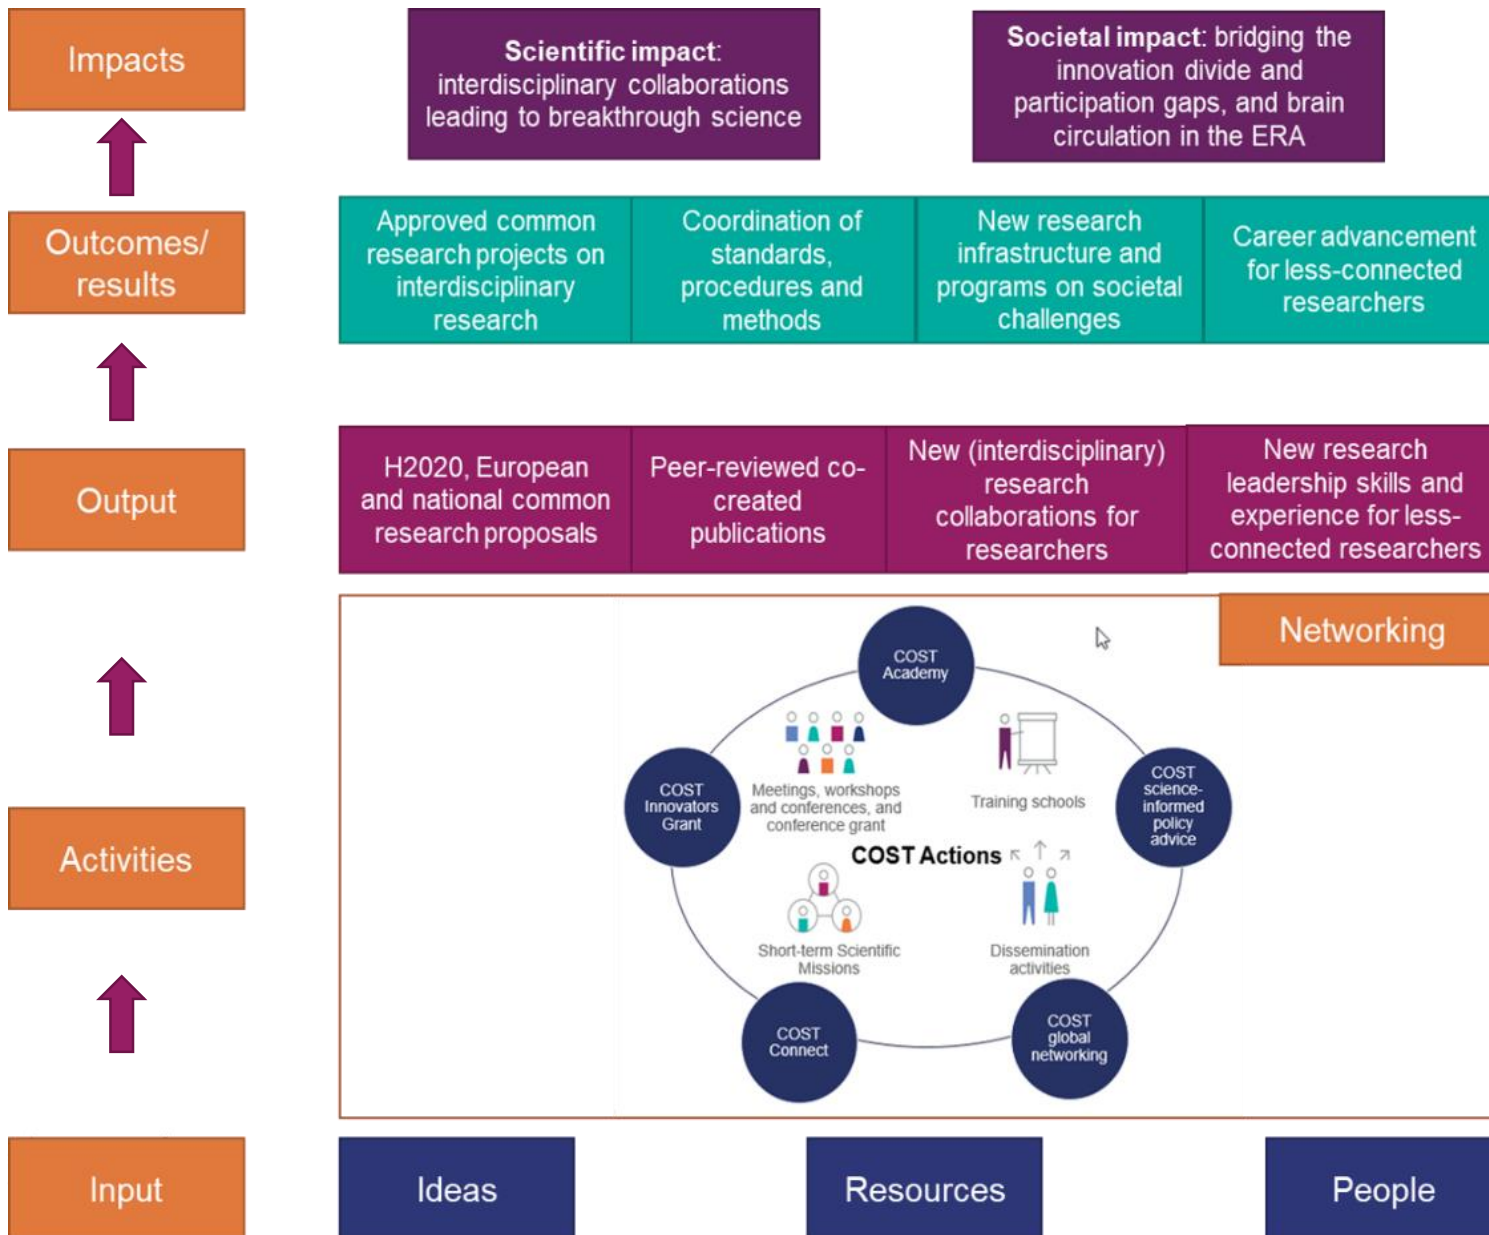 Impacts
Scientific impact:
interdisciplinary collaborations
leading to breakthrough science
Societal impact: bridging the
innovation divide and
participation gaps, and brain
circulation in the ERA
Outcomes/
results
Approved common
research projects on
interdisciplinary
research
Coordination of
standards,
procedures and
methods
New research
infrastructure and
programs on societal
challenges
Career advancement
for less-connected
researchers
Output
H2020, European
and national common
research proposals
Peer-reviewed co-
created
publications
New (interdisciplinary)
research
collaborations for
researchers
New research
leadership skills and
experience for less-
connected researchers
Networking
Activities
COST
Academy
COST
Innovators
Grant
Meetings, workshops
and conferences, and
conference grant
Training schools
COST
science-
informed
policy
advice
COST Actions
Short-term Scientific
Missions
Dissemination
activities
COST
Connect
COST
global
networking
Input
Ideas
Resources
People